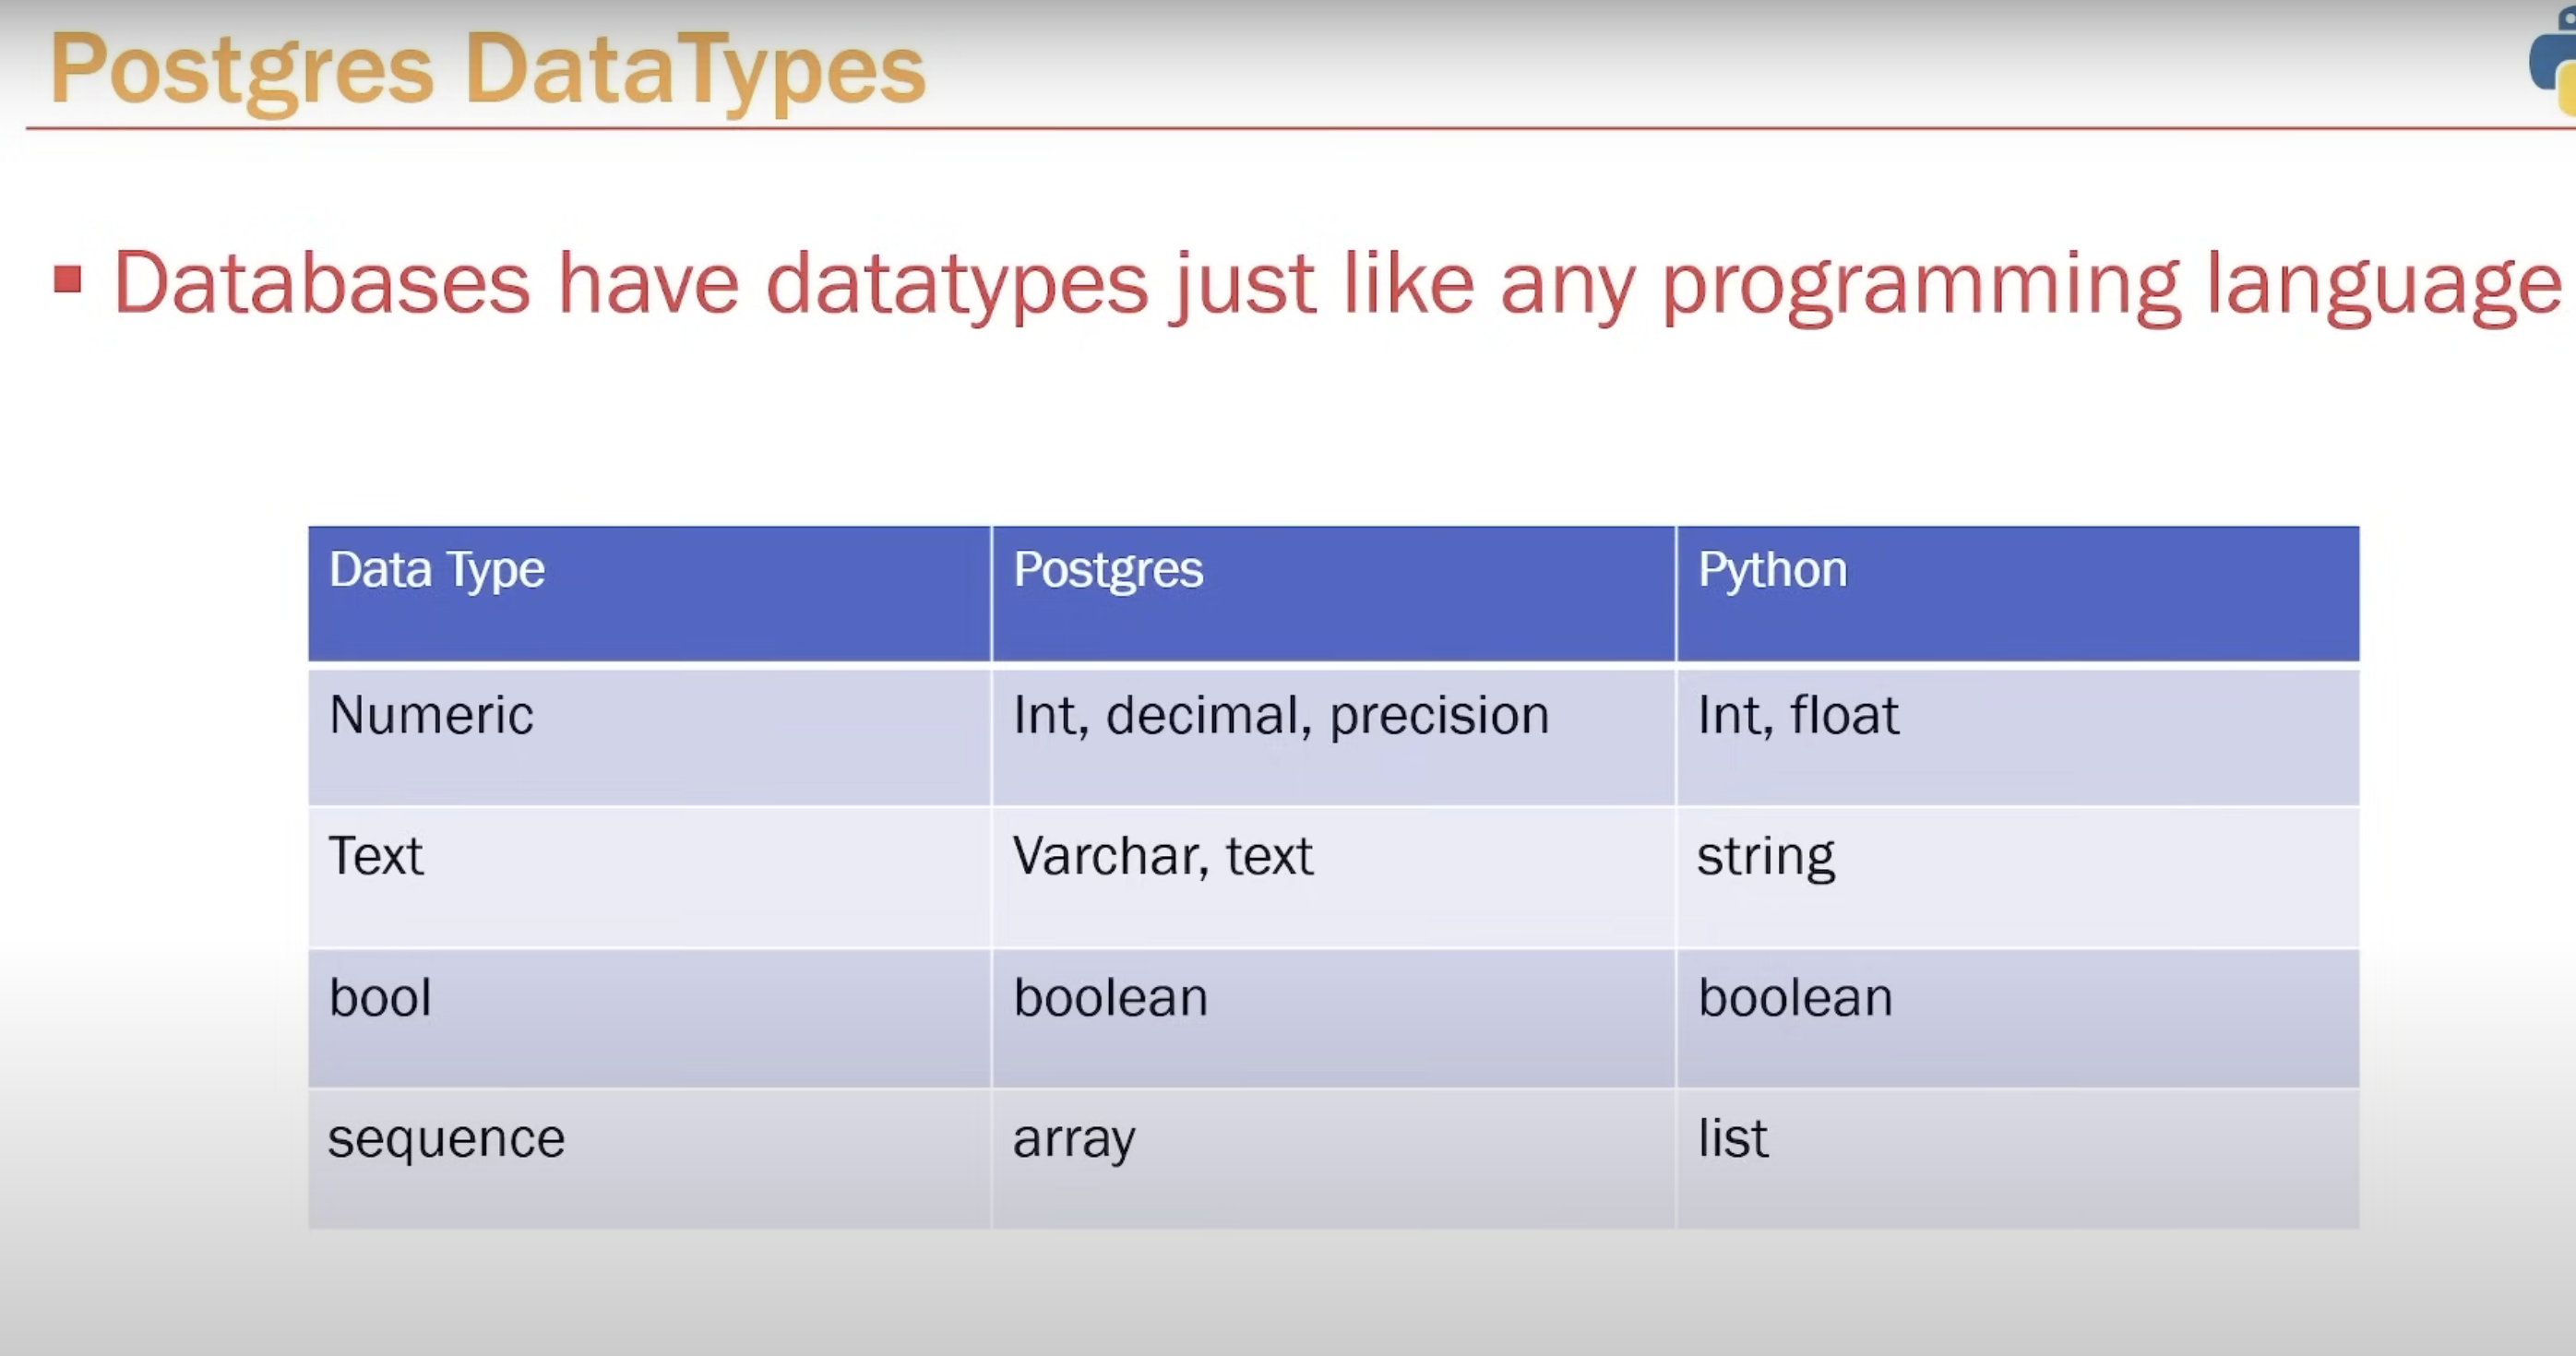 Postgres DataTypes
Databases have datatypes just like any programming language
Data Type Postgres Python
Numeric Int, decimal, precision Int, float
Text Varchar, text string
bool boolean boolean
sequence array list